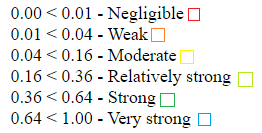 0.00 < 0.01 - Negligible
0.01 < 0.04 - Weak
0.04 < 0.16 - Moderate
0.16 < 0.36 - Relatively strong
0.36 < 0.64 - Strong
0.64 < 1.00 - Very strong